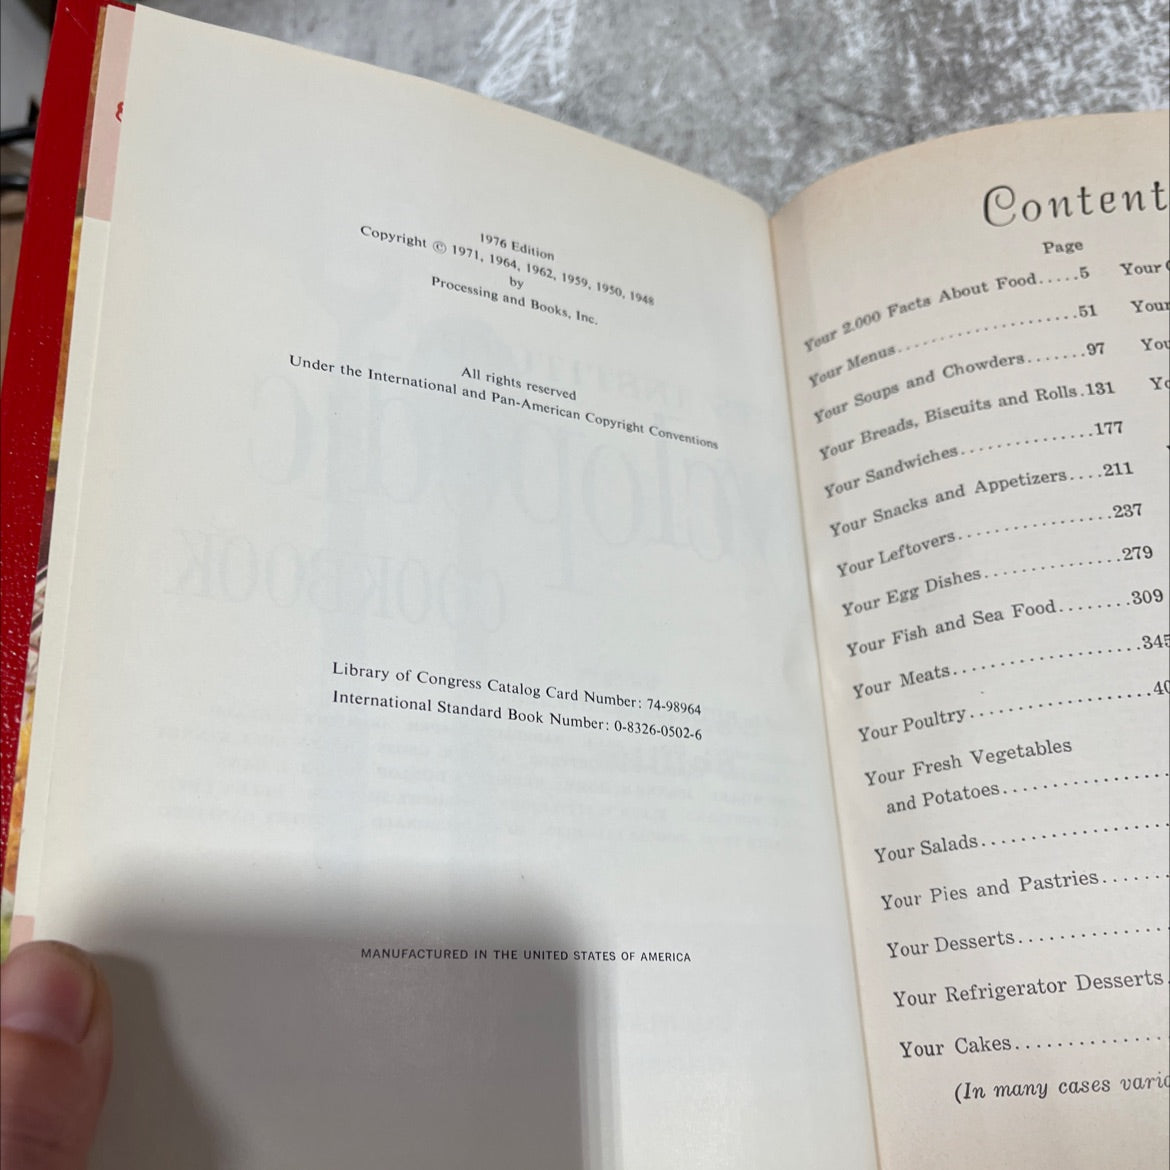 1976 Edition
Copyright © 1971, 1964, 1962, 1959, 1950, 1948
by
Processing and Books, Inc.
All rights reserved
Under the International and Pan-American Copyright Conventions
Library of Congress Catalog Card Number: 74-98964
International Standard Book Number: 0-8326-0502-6
MANUFACTURED IN THE UNITED STATES OF AMERICA
Content
Page
Your 2,000 Facts About Food.....5 Your
Your Menus....................51 Your
Your Soups and Chowders.......97 You
Your Breads, Biscuits and Rolls.131 Yo
Your Sandwiches.............177
Your Snacks and Appetizers....211
Your Leftovers................237
Your Egg Dishes..............279
Your Fish and Sea Food........309
Your Meats...................345
Your Poultry..................40
Your Fresh Vegetables
and Potatoes.................
Your Salads...................
Your Pies and Pastries.......
Your Desserts................
Your Refrigerator Desserts.
Your Cakes..............
(In many cases vario